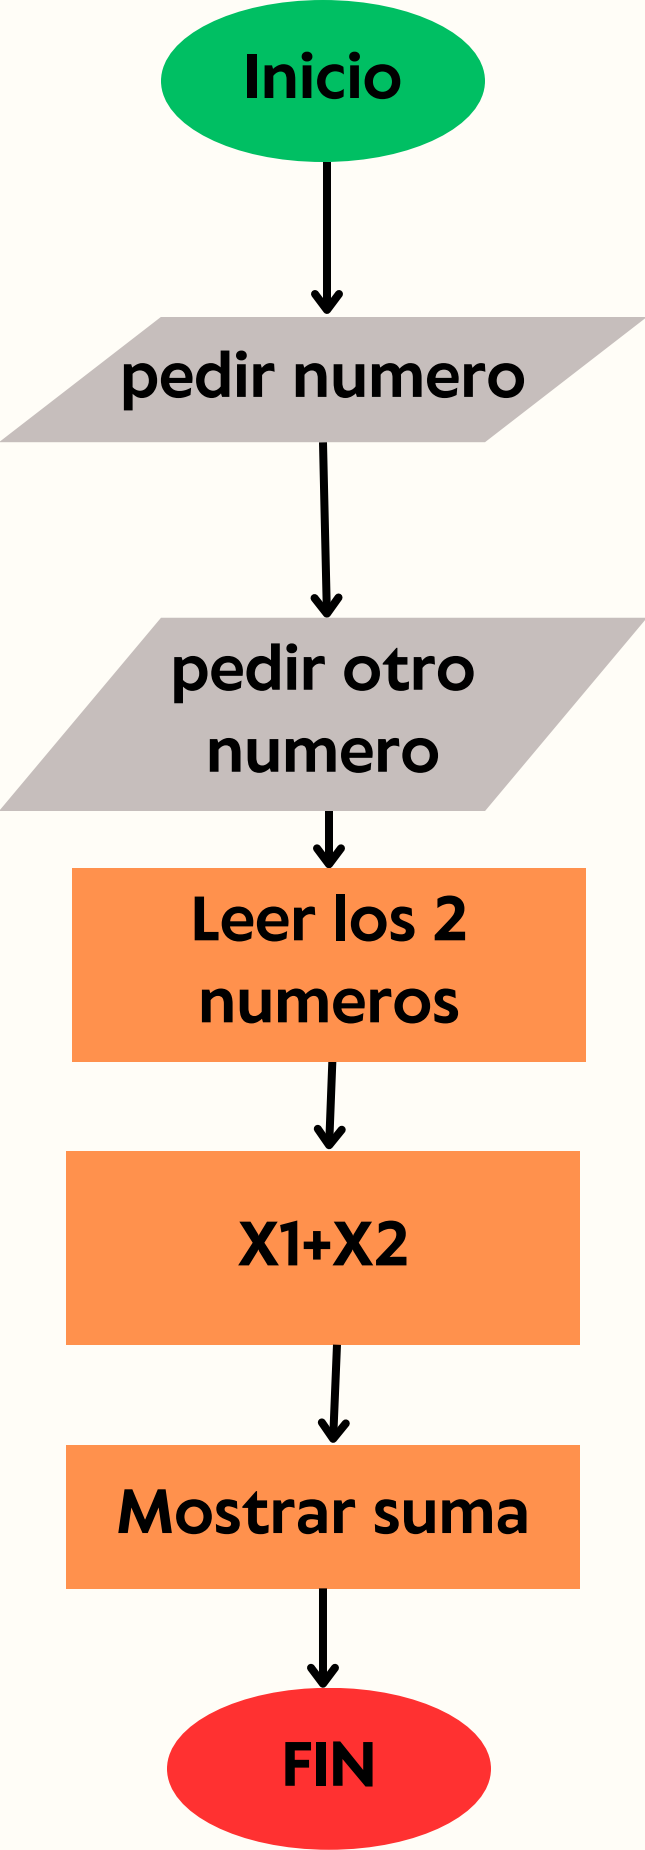 Inicio
pedir numero
pedir otro
numero
Leer los 2
numeros
X1+X2
Mostrar suma
FIN